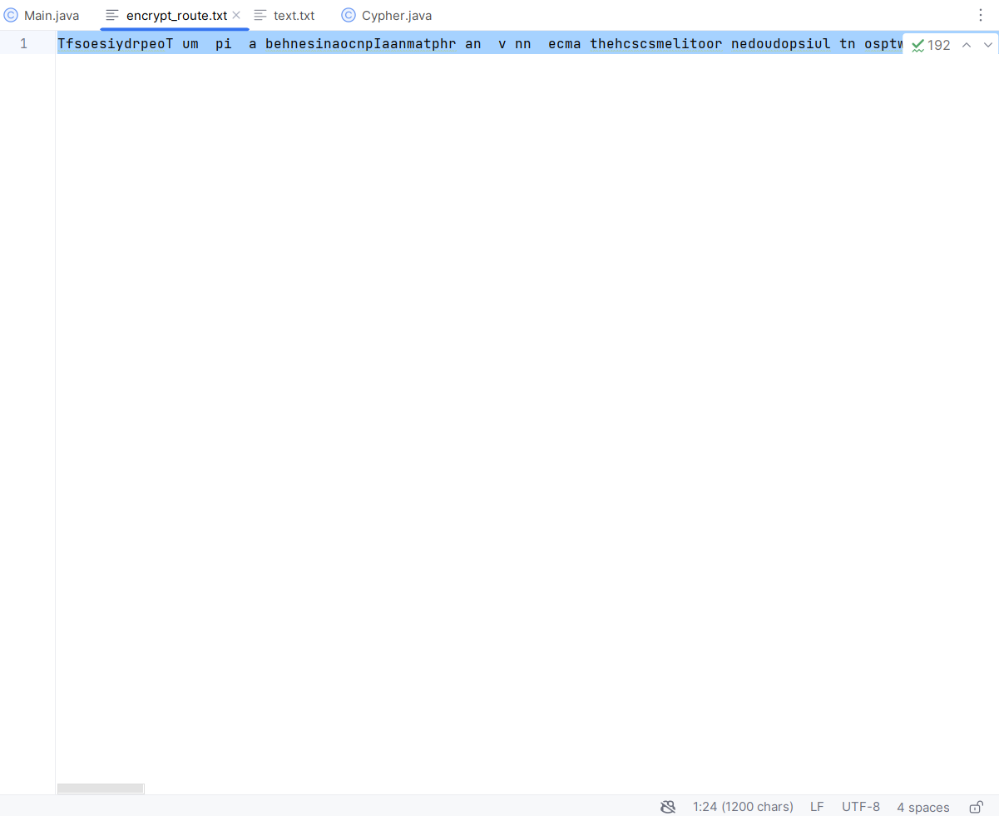 Main.java encrypt_route.txt text.txt Cypher.java
1 TfsoesiydrpeoT um  pi  a behnesinaocnpIaanmatphr an  v nn  ecma thehcscsmelitoor nedoudopsiul tn osptw 192
1:24 (1200 chars) LF UTF-8 4 spaces